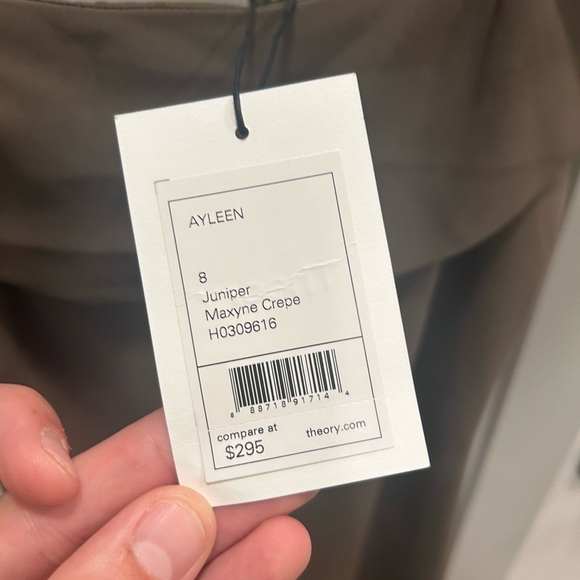 AYLEEN
8
Juniper
Maxyne Crepe
H0309616
8 88718 91714 4
compare at theory.com
$295